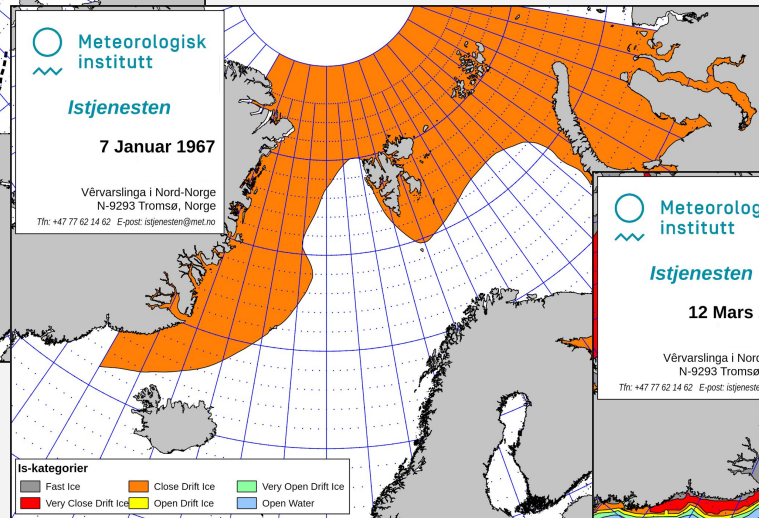 Meteorologisk
institutt
Istjenesten
7 Januar 1967
Vêrvarslinga i Nord-Norge
N-9293 Tromsø, Norge
Tfn: +47 77 62 14 62 E-post: istjenesten@met.no
Is-kategorier
Fast Ice
Close Drift Ice
Very Open Drift Ice
Very Close Drift Ice
Open Drift Ice
Open Water
Meteorolog
institutt
Istjenesten
12 Mars
Vêrvarslinga i Nord
N-9293 Tromsø
Tfn: +47 77 62 14 62 E-post: istjeneste